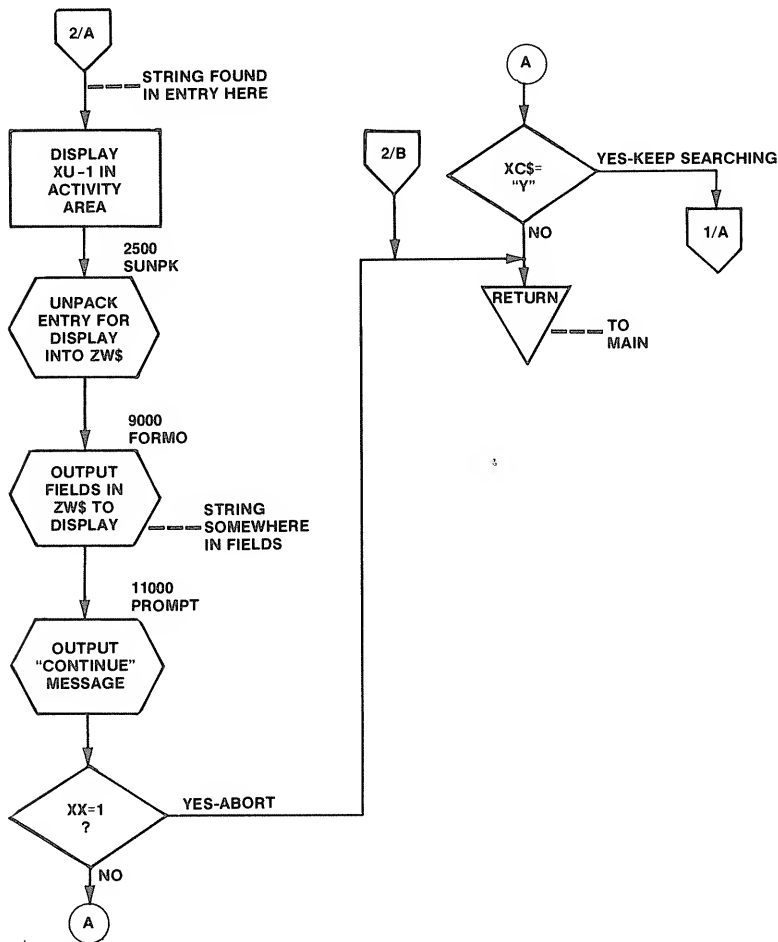 2/A
STRING FOUND
IN ENTRY HERE
DISPLAY
XU-1 IN
ACTIVITY
AREA
2500
SUNPK
UNPACK
ENTRY FOR
DISPLAY
INTO ZW$
9000
FORMO
OUTPUT
FIELDS IN
ZW$ TO
DISPLAY
STRING
SOMEWHERE
IN FIELDS
11000
PROMPT
OUTPUT
"CONTINUE"
MESSAGE
XX=1
?
YES-ABORT
NO
A
A
XC$=
"Y"
YES-KEEP SEARCHING
1/A
NO
2/B
RETURN
TO
MAIN